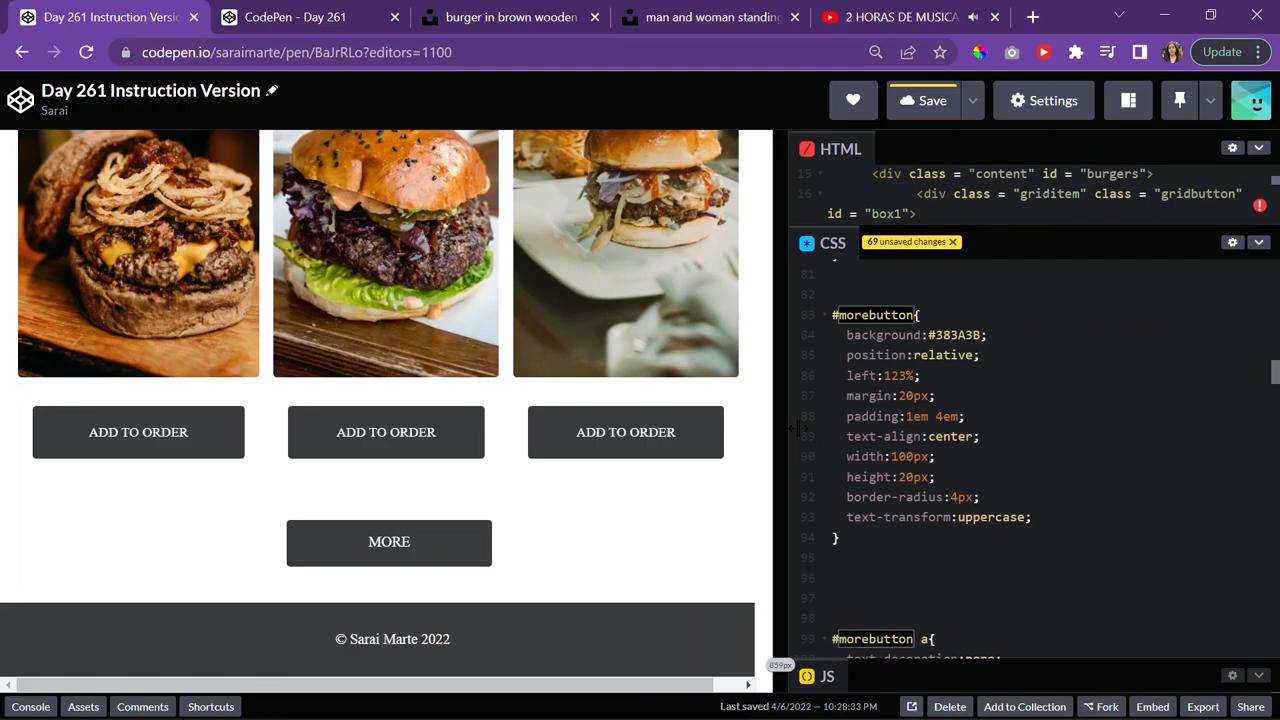 Day 261 Instruction Versi
CodePen - Day 261
burger in brown wooden
man and woman standing
2 HORAS DE MUSICA
codepen.io/saraimarte/pen/BaJrRLo?editors=1100
Update
Day 261 Instruction Version
Sarai
Save
Settings
HTML
15 <div class = "content" id = "burgers">
16 <div class = "griditem" class = "gridbutton"
id = "box1">
CSS
69 unsaved changes X
81
82
83 #morebutton{
84 background:#383A3B;
85 position:relative;
86 left:123%;
87 margin:20px;
88 padding:1em 4em;
89 text-align:center;
90 width:100px;
91 height:20px;
92 border-radius:4px;
93 text-transform:uppercase;
94 }
95
96
97
98
99 #morebutton a{
ADD TO ORDER
ADD TO ORDER
ADD TO ORDER
MORE
© Sarai Marte 2022
859px
JS
Console
Assets
Comments
Shortcuts
Last saved 4/6/2022 — 10:28:33 PM
Delete
Add to Collection
Fork
Embed
Export
Share